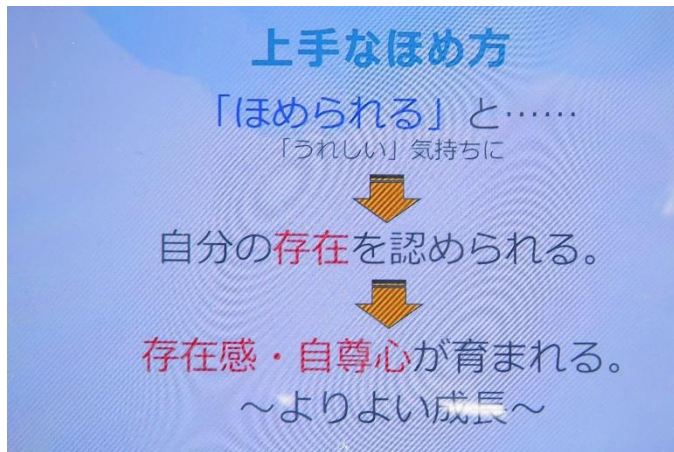 上手なほめ方
「ほめられる」と……
「うれしい」気持ちに
自分の存在を認められる。
存在感・自尊心が育まれる。
～よりよい成長～